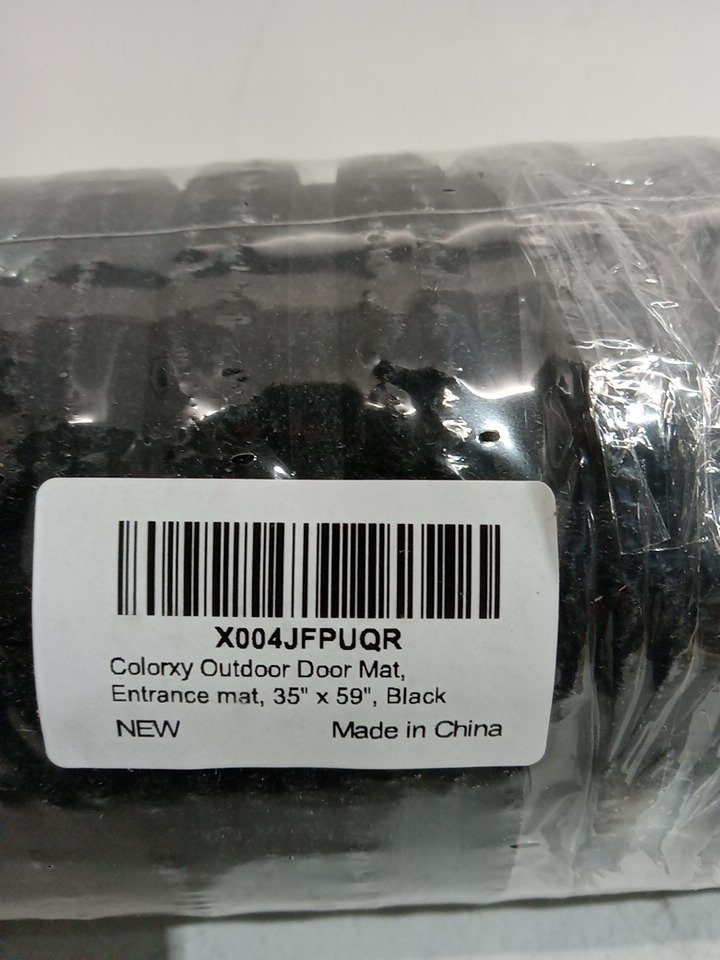 X004JFPUQR
Colorxy Outdoor Door Mat,
Entrance mat, 35" x 59", Black
NEW Made in China